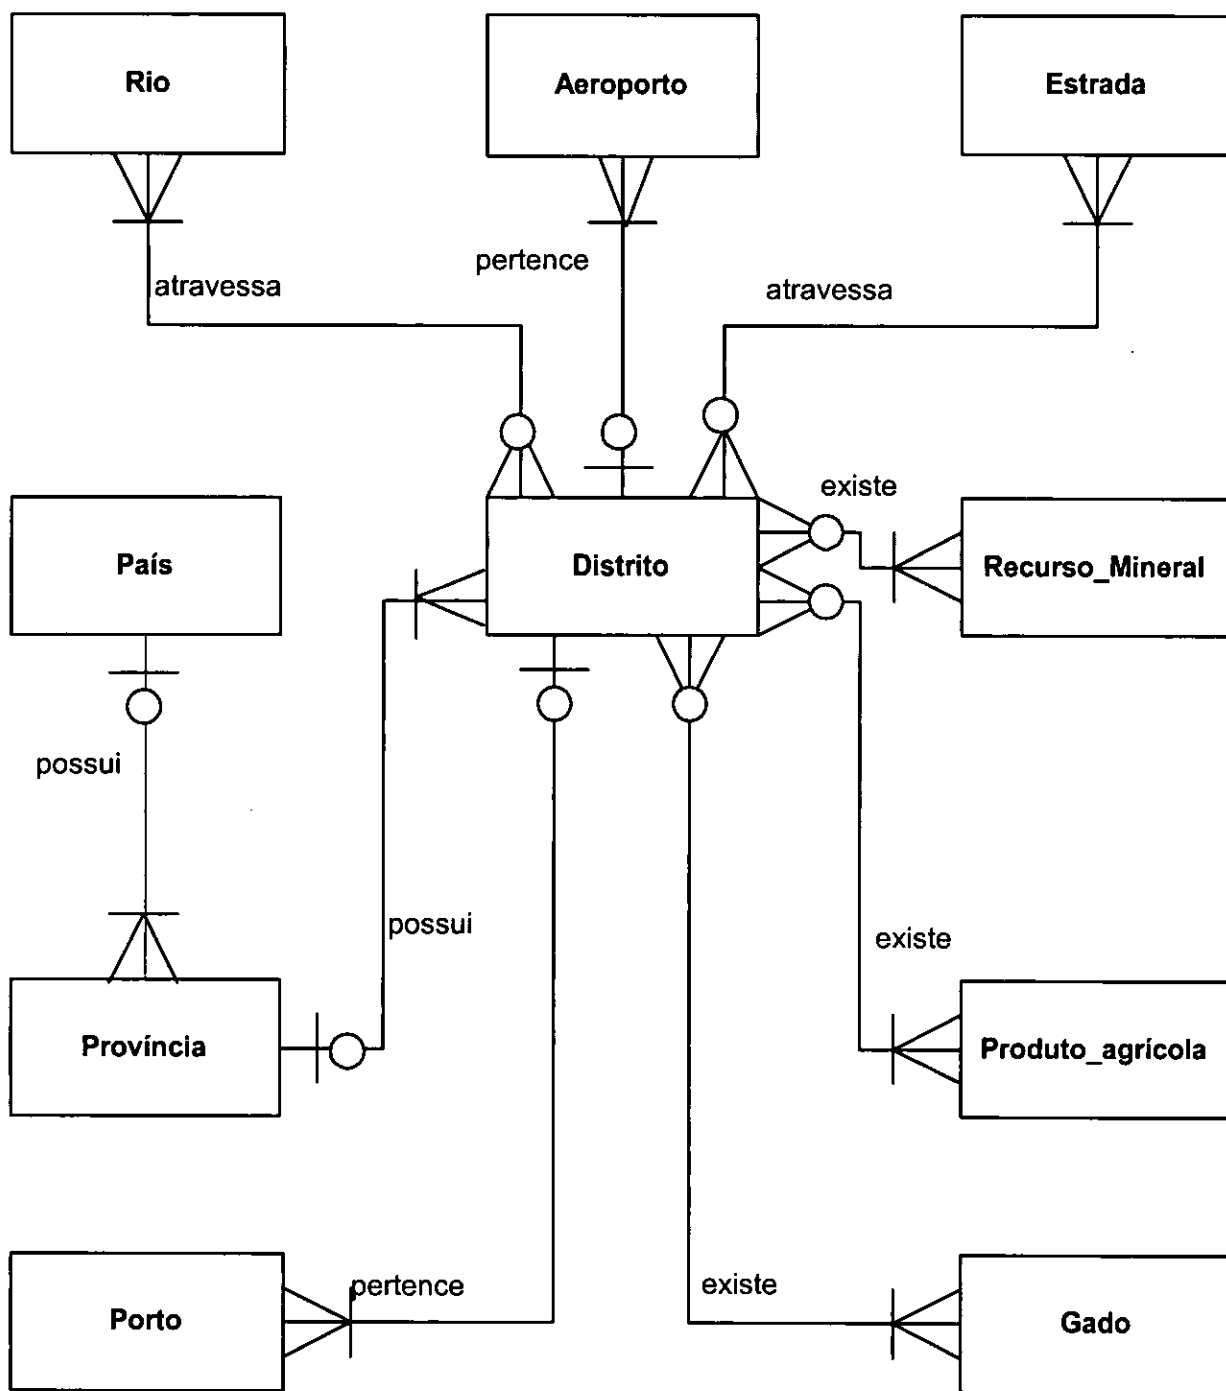 Rio
Aeroporto
Estrada
pertence
atravessa
atravessa
existe
País
Distrito
Recurso_Mineral
possui
possui
existe
Província
Produto_agrícola
pertence
existe
Porto
Gado